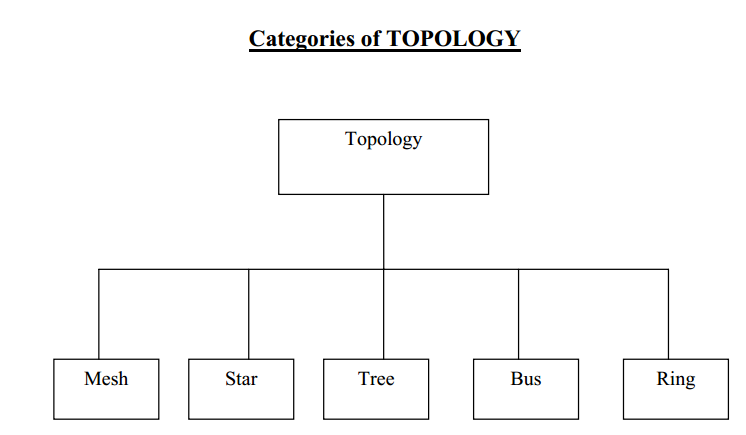 Categories of TOPOLOGY
Topology
Mesh
Star
Tree
Bus
Ring